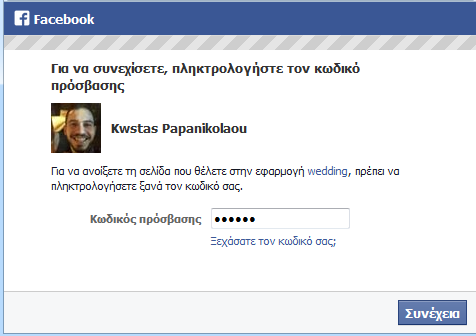 Facebook
Για να συνεχίσετε, πληκτρολογήστε τον κωδικό
πρόσβασης
Kwstas Papanikolaou
Για να ανοίξετε τη σελίδα που θέλετε στην εφαρμογή wedding, πρέπει να
πληκτρολογήσετε ξανά τον κωδικό σας.
Κωδικός πρόσβασης ••••••
Ξεχάσατε τον κωδικό σας;
Συνέχεια